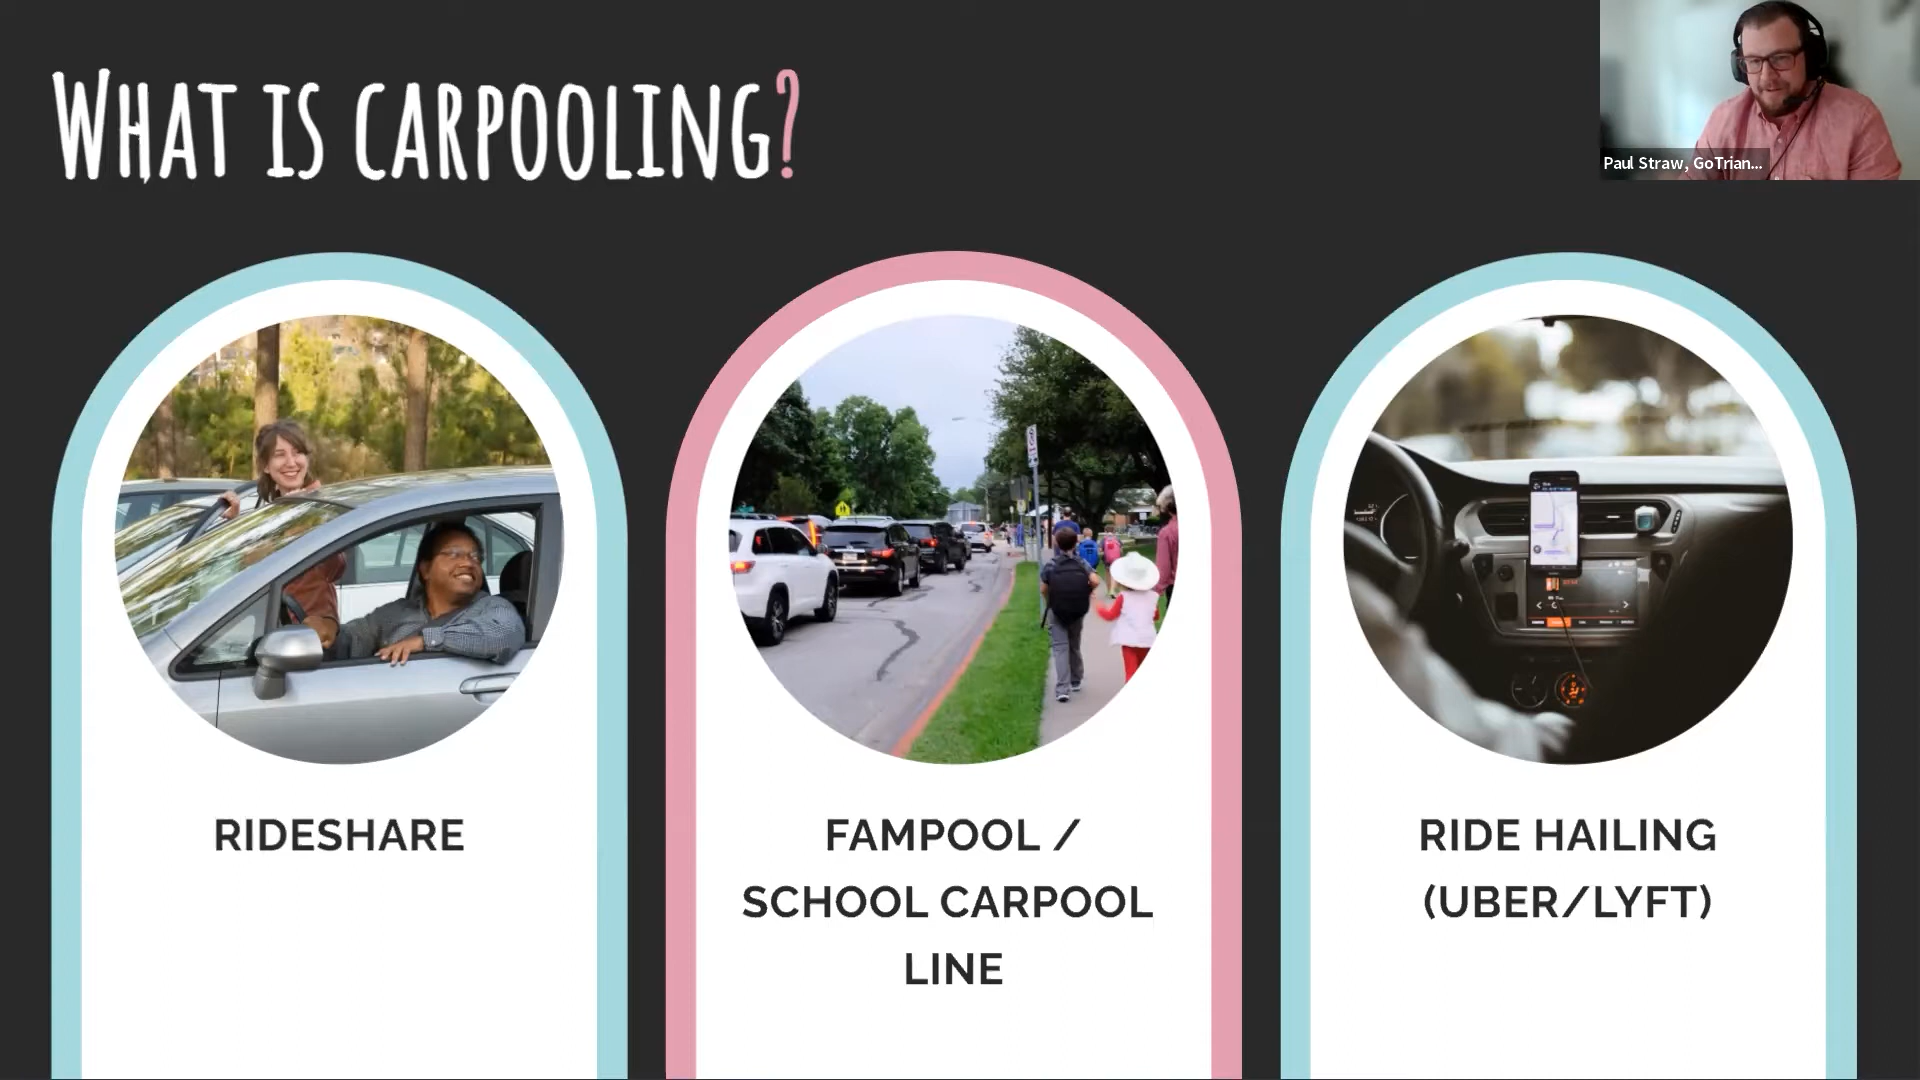 What is carpooling?
Paul Straw, GoTrian...
RIDESHARE
FAMPOOL /
SCHOOL CARPOOL
LINE
RIDE HAILING
(UBER/LYFT)